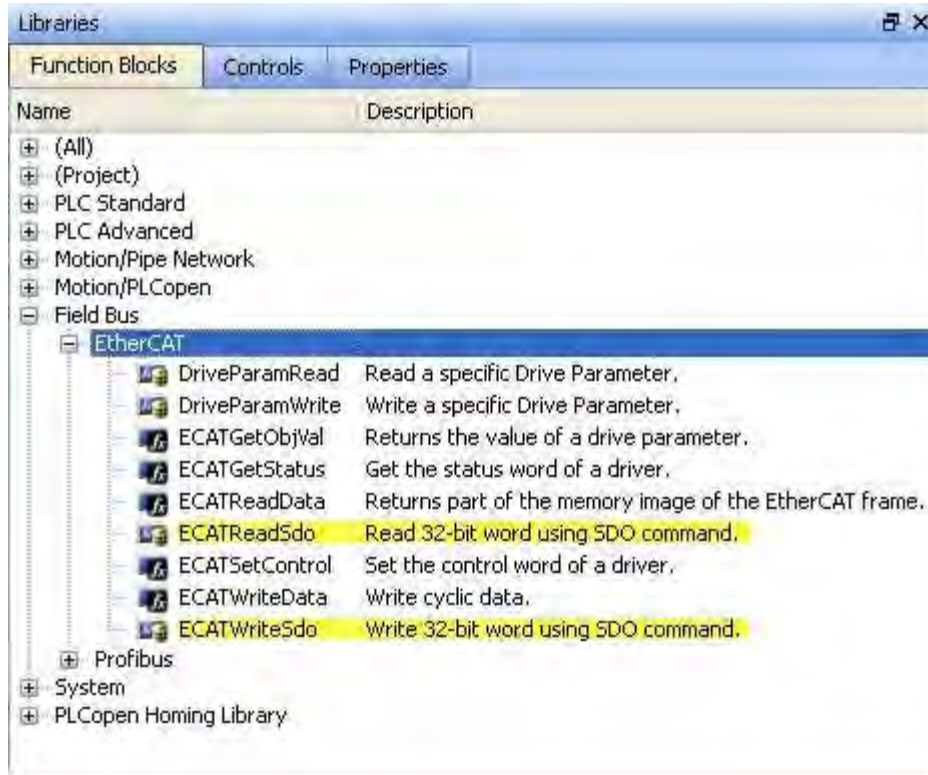 Libraries
Function Blocks Controls Properties
Name Description
(All)
(Project)
PLC Standard
PLC Advanced
Motion/Pipe Network
Motion/PLCopen
Field Bus
EtherCAT
DriveParamRead Read a specific Drive Parameter.
DriveParamWrite Write a specific Drive Parameter.
ECATGetObjVal Returns the value of a drive parameter.
ECATGetStatus Get the status word of a driver.
ECATReadData Returns part of the memory image of the EtherCAT frame.
ECATReadSdo Read 32-bit word using SDO command.
ECATSetControl Set the control word of a driver.
ECATWriteData Write cyclic data.
ECATWriteSdo Write 32-bit word using SDO command.
Profibus
System
PLCopen Homing Library